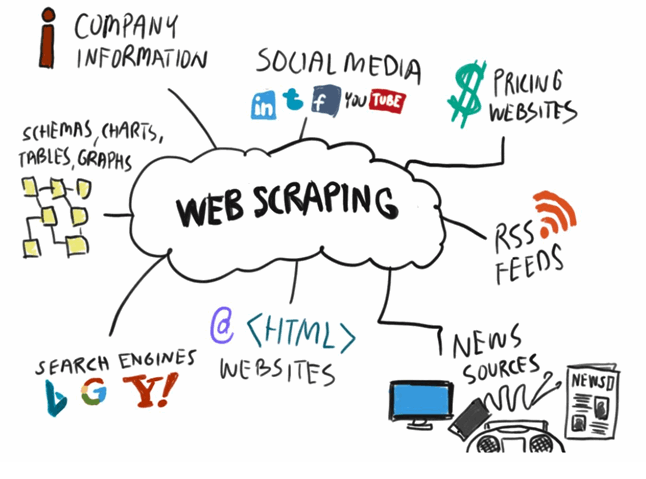 COMPANY
INFORMATION
SOCIAL MEDIA
in t f YOU TUBE
$ PRICING
WEBSITES
SCHEMAS, CHARTS,
TABLES, GRAPHS
WEB SCRAPING
RSS
FEEDS
@ <HTML>
WEBSITES
SEARCH ENGINES
b G Y!
NEWS
SOURCES
NEWS